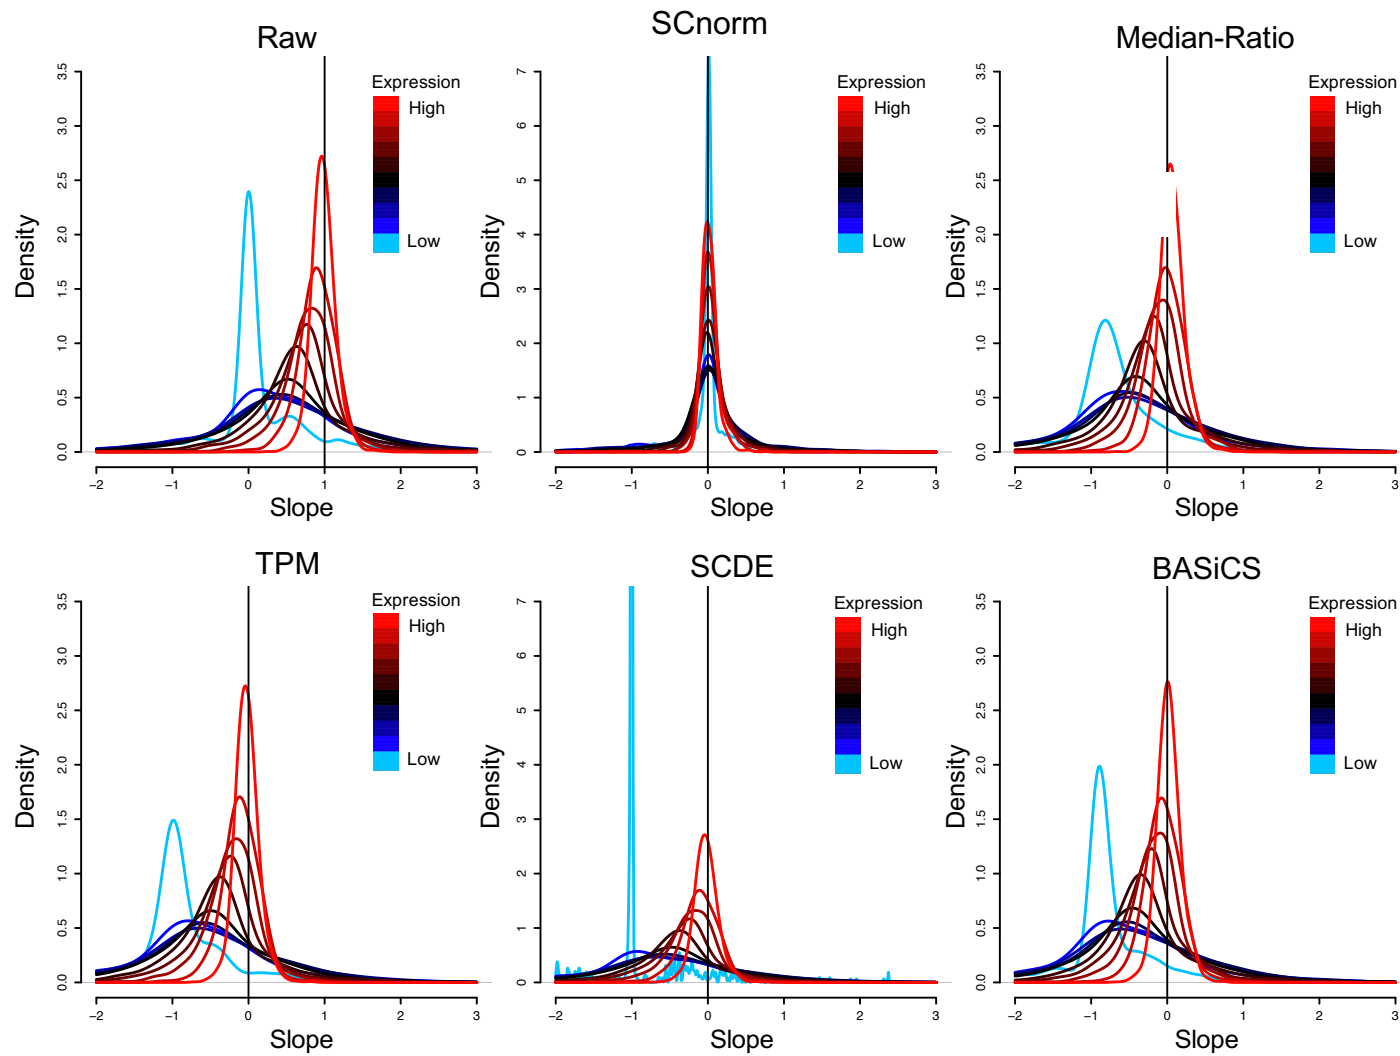 Raw
3.5
3.0
2.5
2.0
1.5
1.0
0.5
0.0
Density
Expression
High
Low
−2 −1 0 1 2 3
Slope
SCnorm
7
6
5
4
3
2
1
0
Density
Expression
High
Low
−2 −1 0 1 2 3
Slope
Median-Ratio
3.5
3.0
2.5
2.0
1.5
1.0
0.5
0.0
Density
Expression
High
Low
−2 −1 0 1 2 3
Slope
TPM
3.5
3.0
2.5
2.0
1.5
1.0
0.5
0.0
Density
Expression
High
Low
−2 −1 0 1 2 3
Slope
SCDE
7
6
5
4
3
2
1
0
Density
Expression
High
Low
−2 −1 0 1 2 3
Slope
BASiCS
3.5
3.0
2.5
2.0
1.5
1.0
0.5
0.0
Density
Expression
High
Low
−2 −1 0 1 2 3
Slope